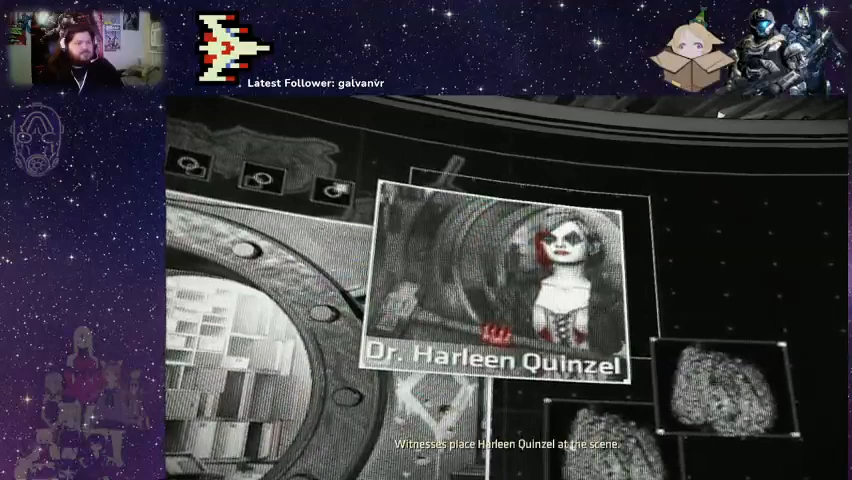 Latest Follower: galvanvr
Dr. Harleen Quinzel
Witnesses place Harleen Quinzel at the scene.